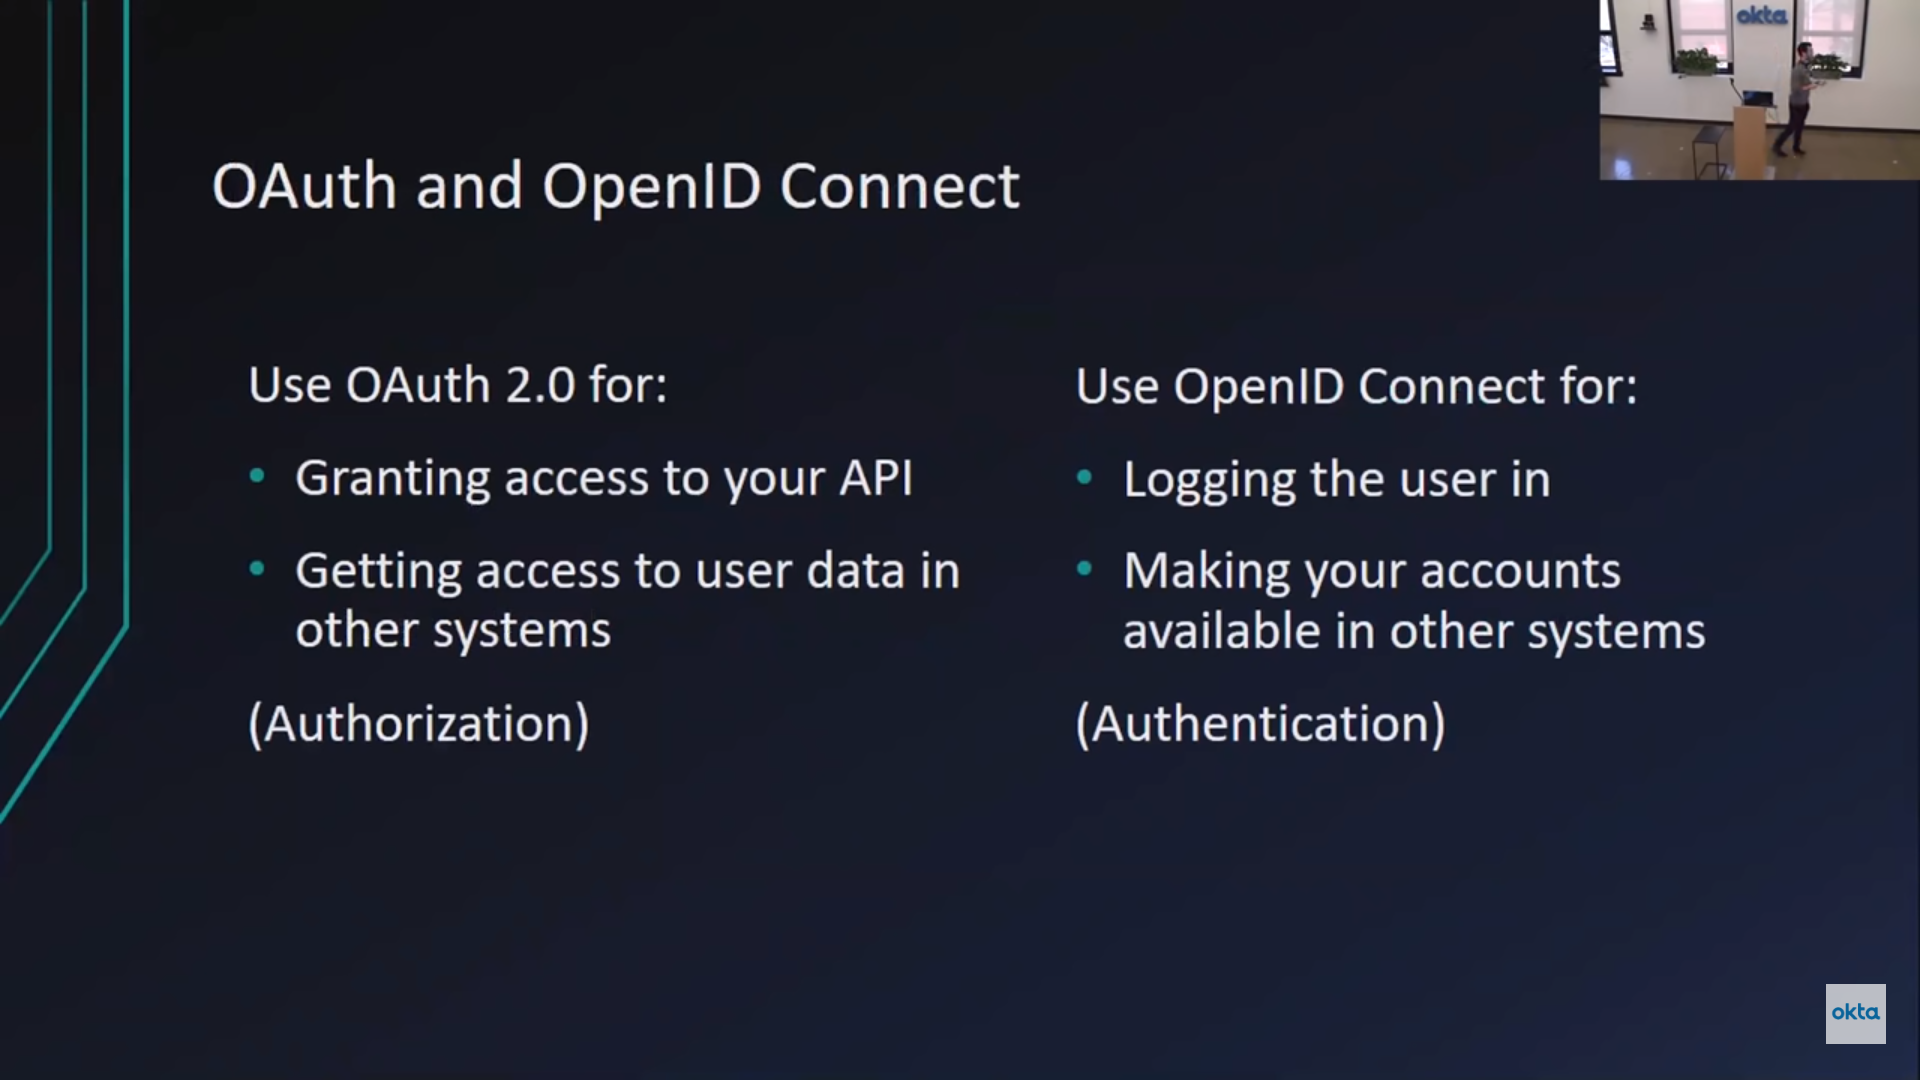 okta
OAuth and OpenID Connect
Use OAuth 2.0 for:
• Granting access to your API
• Getting access to user data in
other systems
(Authorization)
Use OpenID Connect for:
• Logging the user in
• Making your accounts
available in other systems
(Authentication)
okta